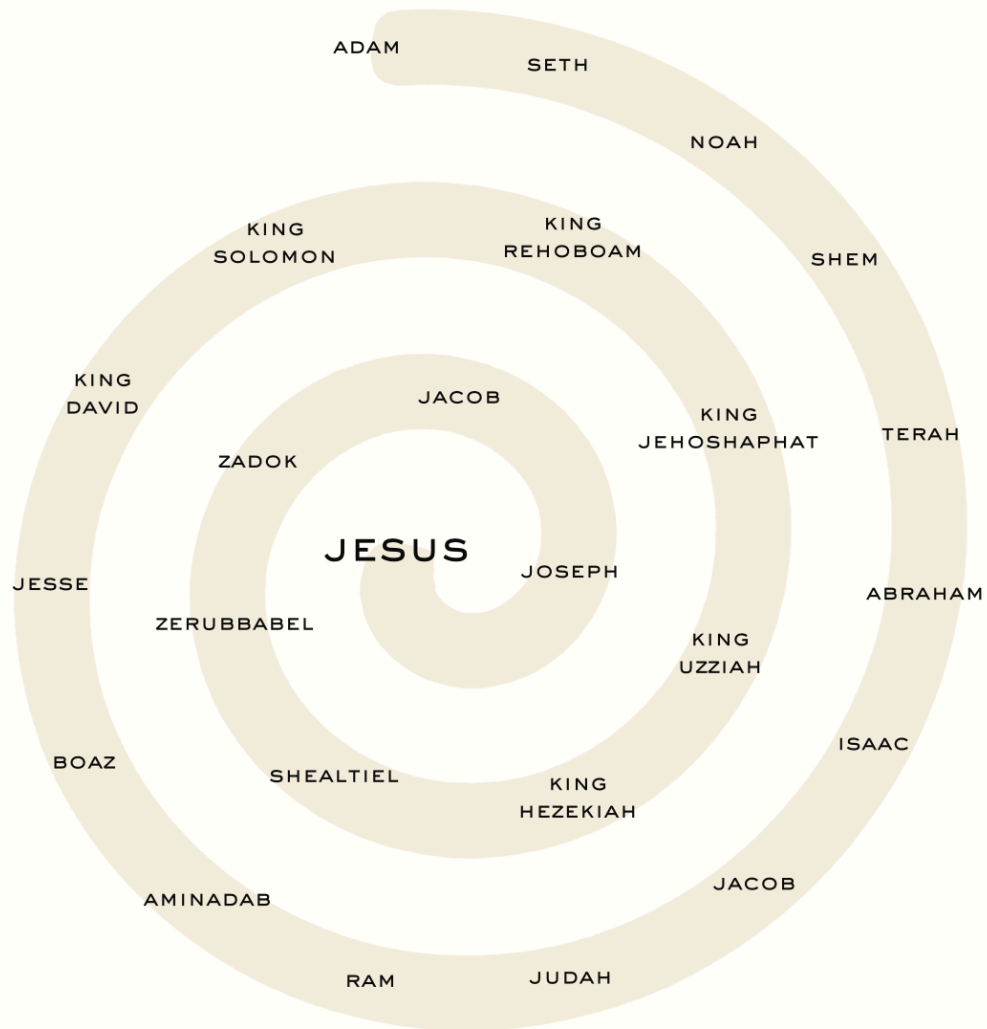 ADAM
SETH
NOAH
SHEM
TERAH
ABRAHAM
ISAAC
JACOB
JUDAH
RAM
AMINADAB
BOAZ
JESSE
KING
DAVID
KING
SOLOMON
KING
REHOBOAM
KING
JEHOSHAPHAT
KING
UZZIAH
KING
HEZEKIAH
SHEALTIEL
ZERUBBABEL
ZADOK
JACOB
JOSEPH
JESUS